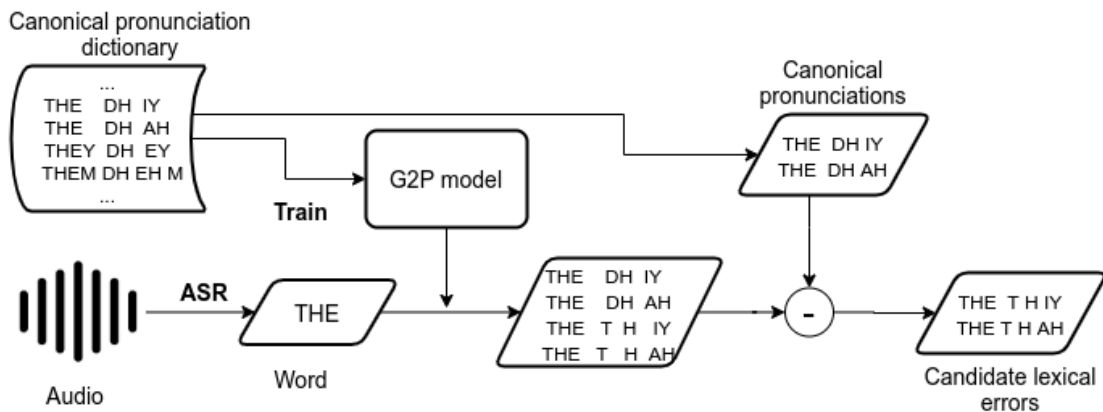 Canonical pronunciation
dictionary
...
THE DH IY
THE DH AH
THEY DH EY
THEM DH EH M
...
Canonical
pronunciations
THE DH IY
THE DH AH
G2P model
Train
ASR
THE
THE DH IY
THE DH AH
THE T H IY
THE T H AH
-
THE T H IY
THE T H AH
Audio
Word
Candidate lexical
errors